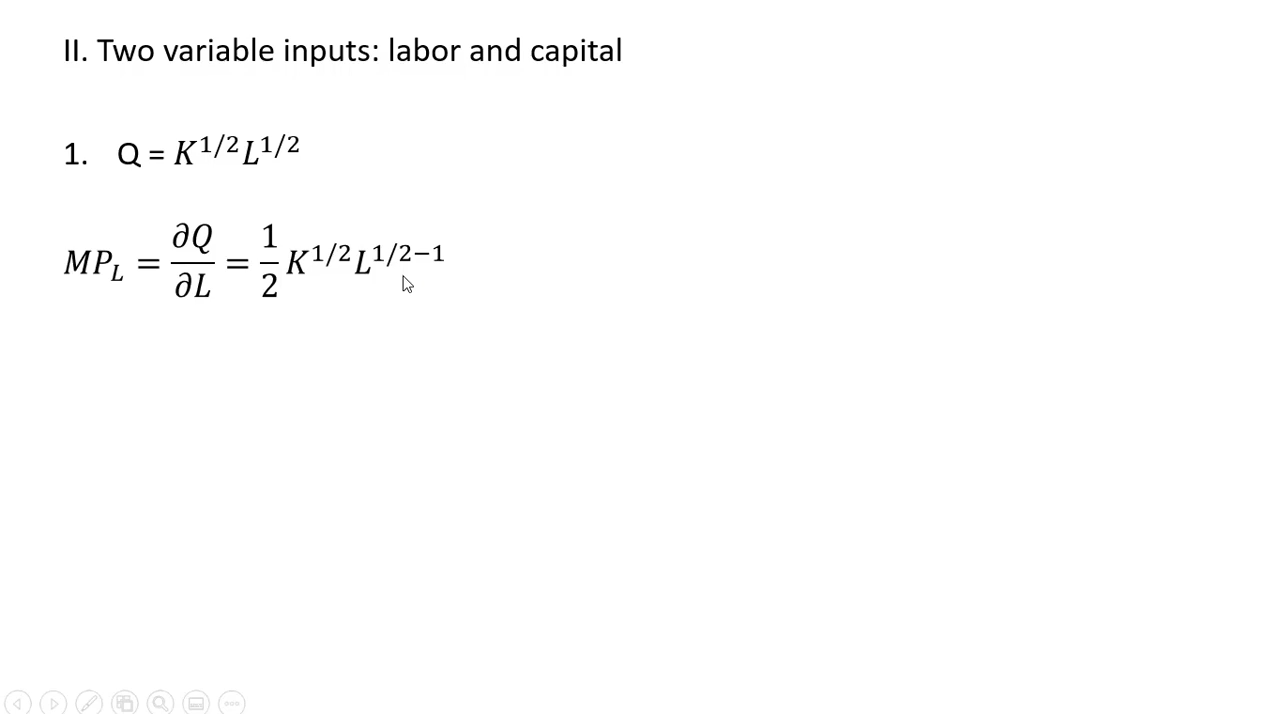 II. Two variable inputs: labor and capital
1. Q = K^{1/2}L^{1/2}
MP_L = ∂Q/∂L = 1/2 K^{1/2}L^{1/2−1}